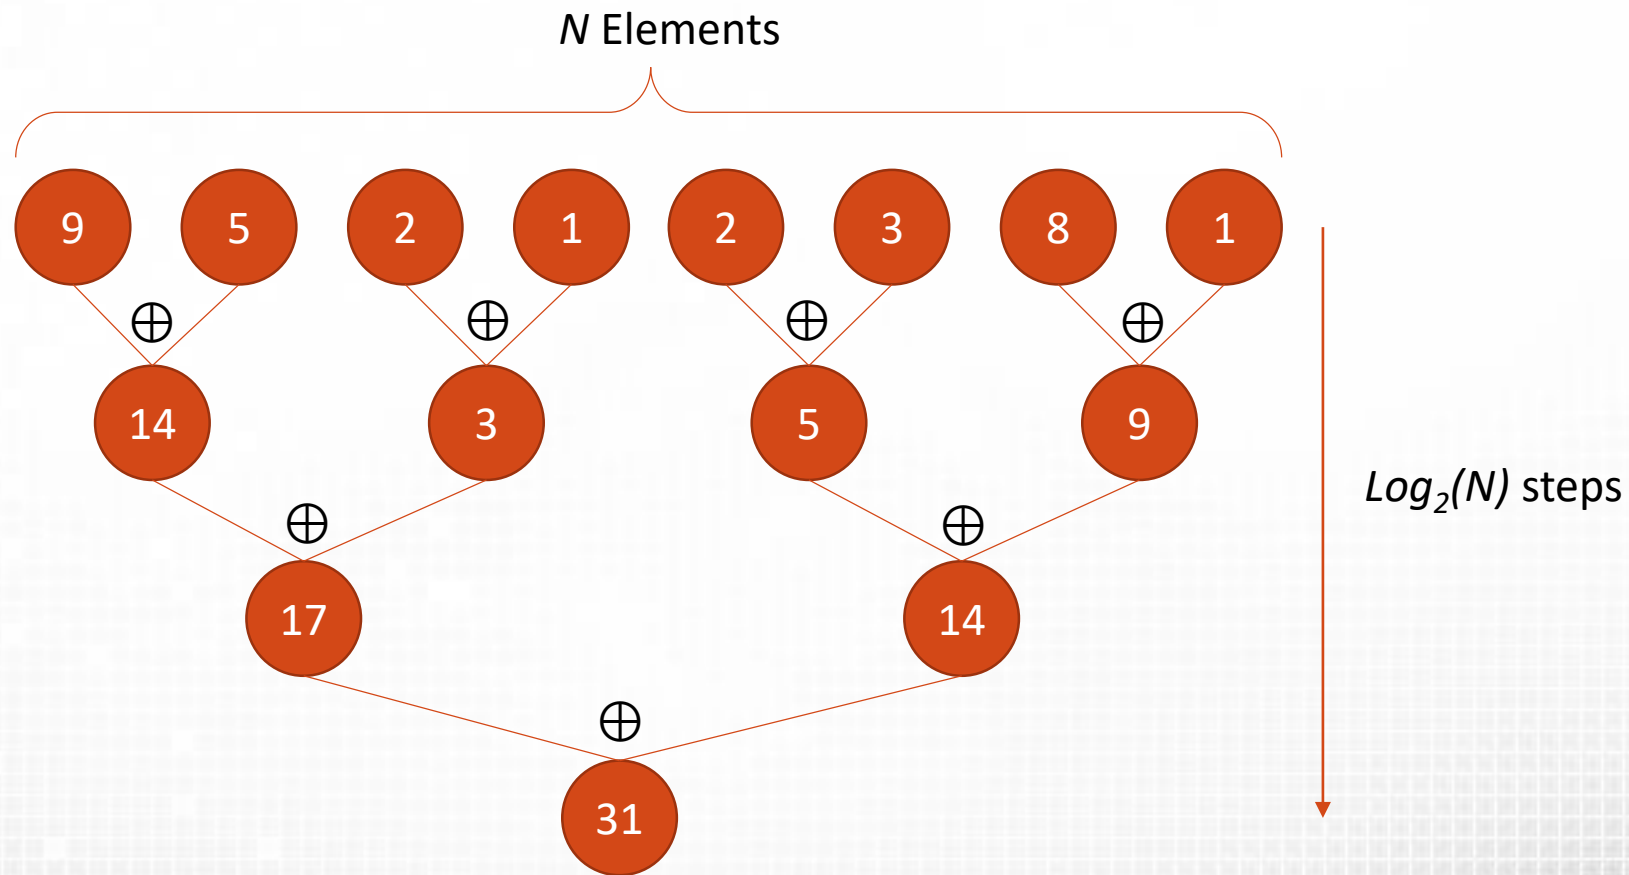 N Elements
9 5 2 1 2 3 8 1
⊕ ⊕ ⊕ ⊕
14 3 5 9
Log₂(N) steps
⊕ ⊕
17 14
⊕
31